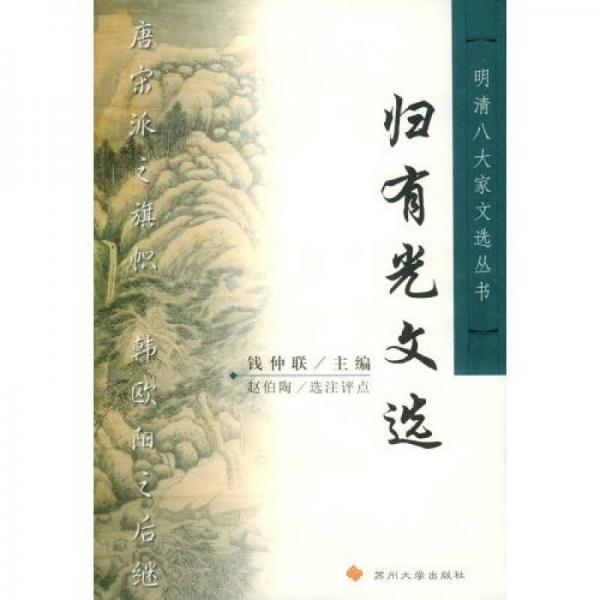 明清八大家文选丛书
归有光文选
钱仲联／主编
赵伯陶／选注评点
唐宋派之旗帜 韩欧阳之后继
苏州大学出版社